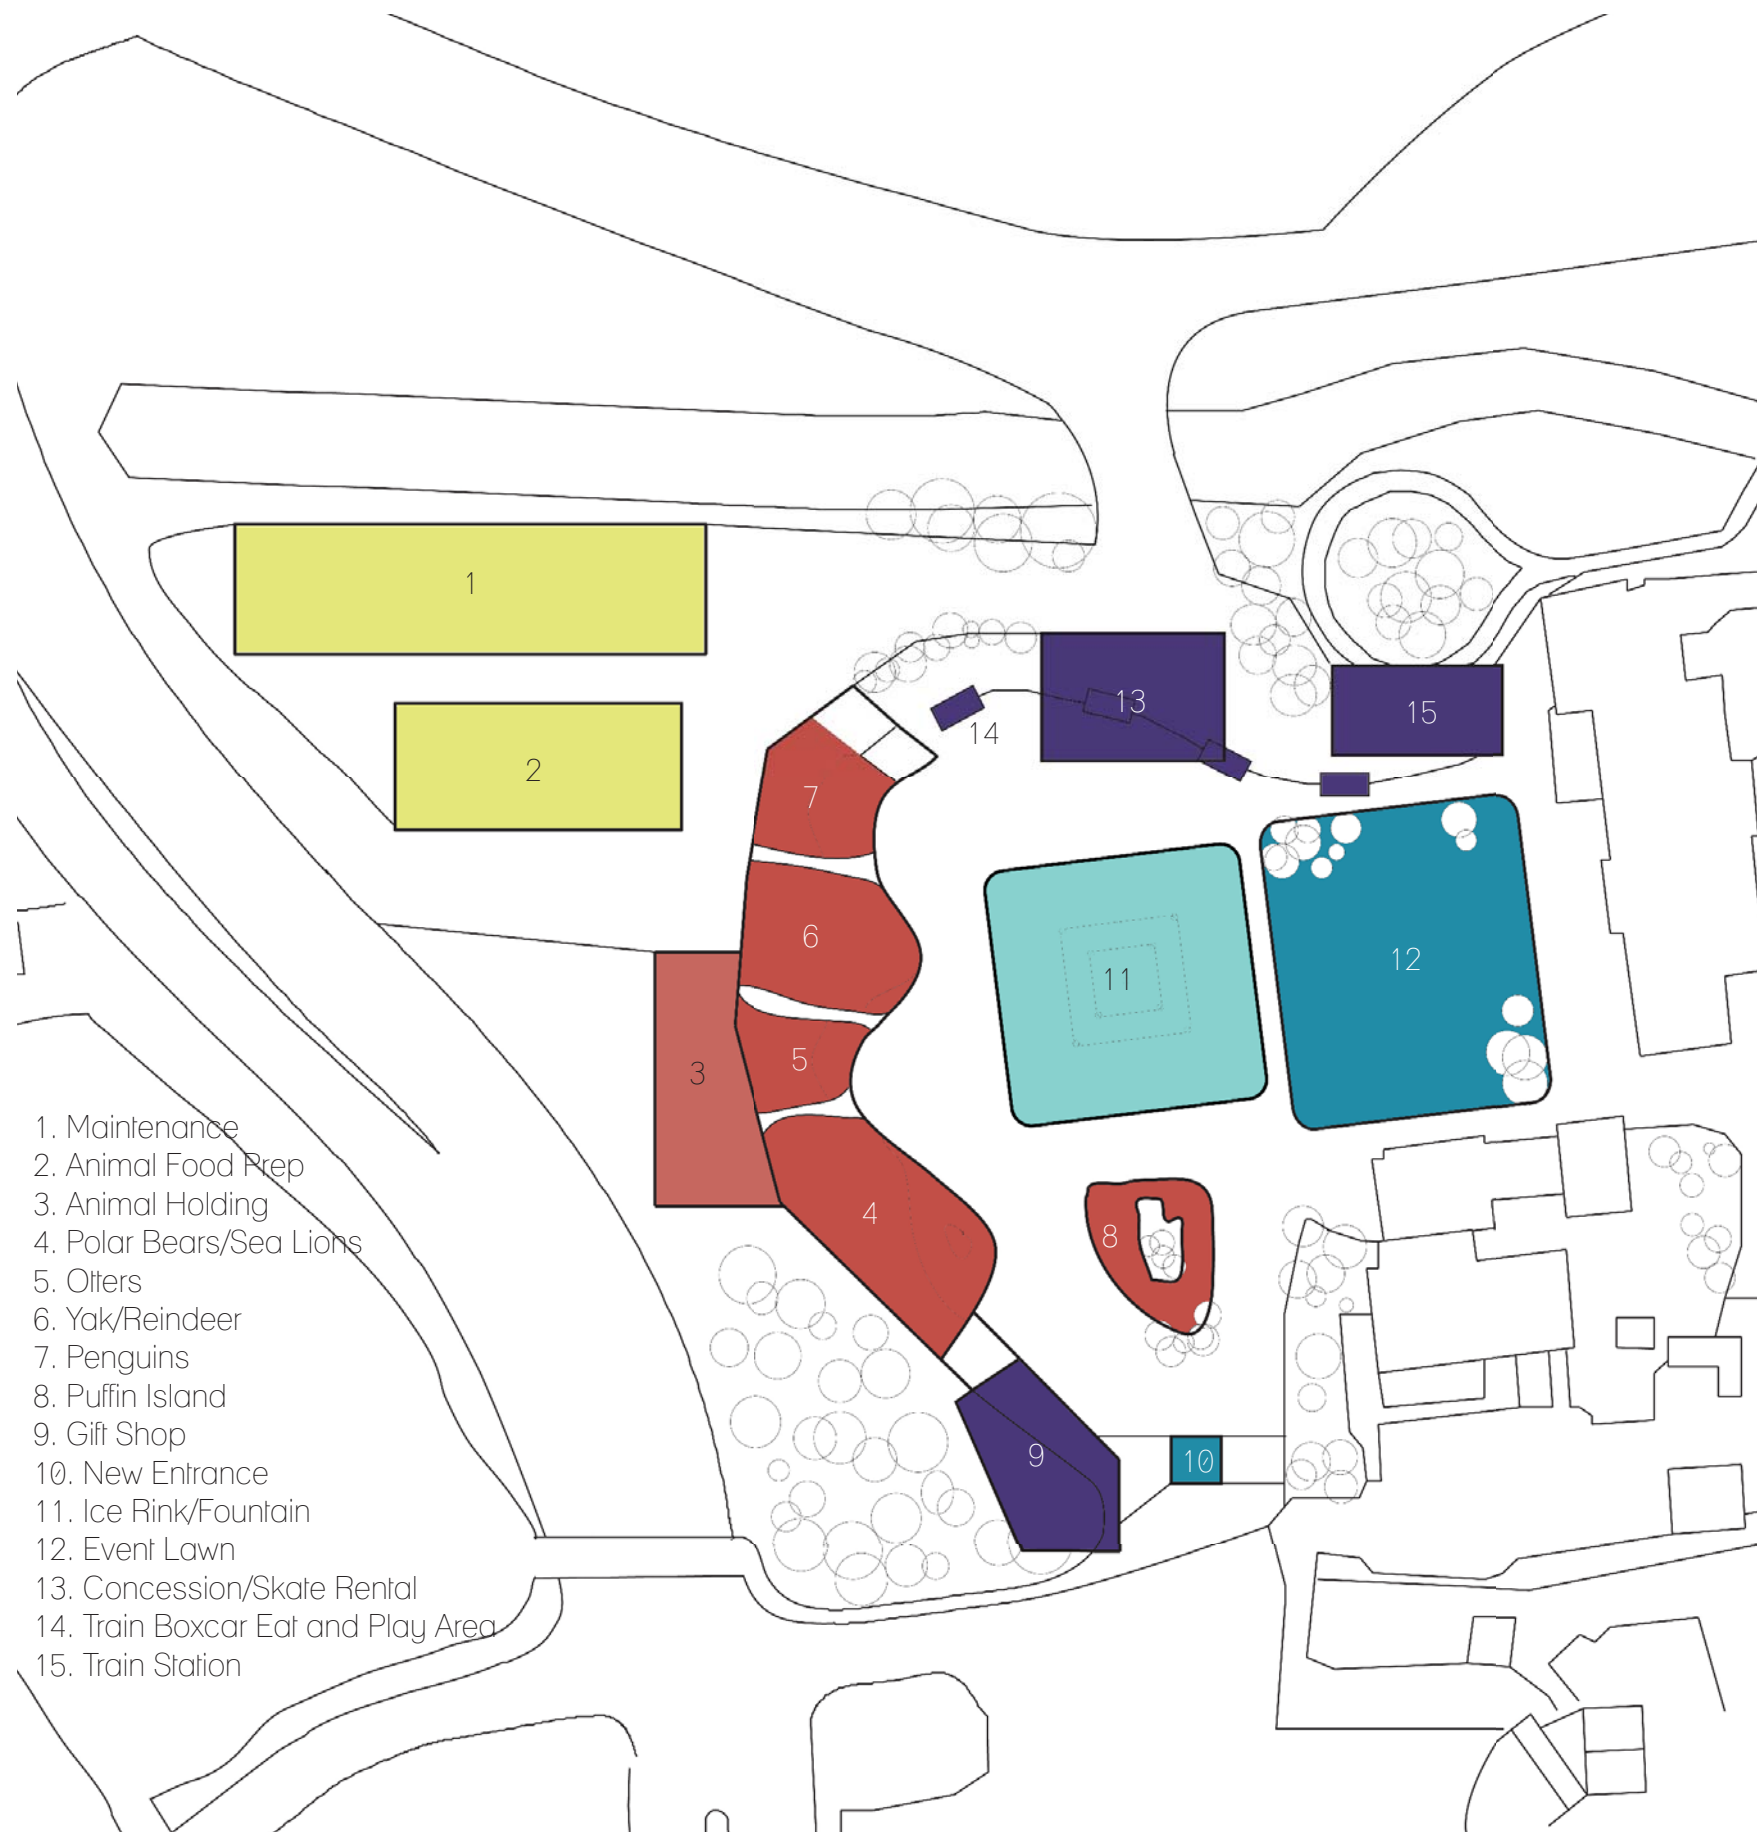 1
2
13
15
14
7
6
12
11
5
3
4
8
9
10
1. Maintenance
2. Animal Food Prep
3. Animal Holding
4. Polar Bears/Sea Lions
5. Otters
6. Yak/Reindeer
7. Penguins
8. Puffin Island
9. Gift Shop
10. New Entrance
11. Ice Rink/Fountain
12. Event Lawn
13. Concession/Skate Rental
14. Train Boxcar Eat and Play Area
15. Train Station